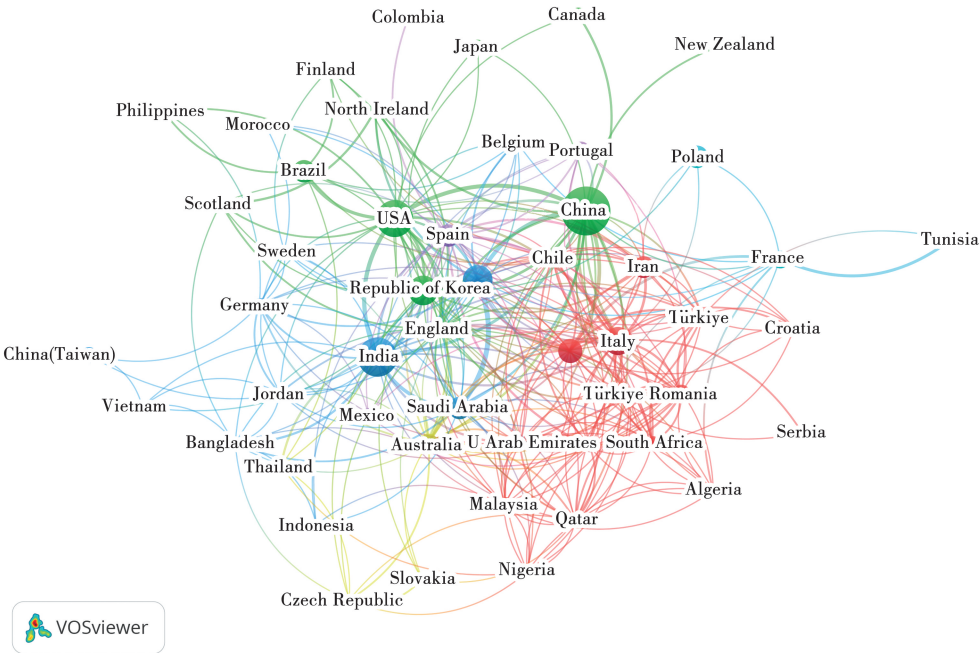 Colombia
Canada
Japan
New Zealand
Finland
Philippines
North Ireland
Morocco
Belgium
Portugal
Poland
Brazil
Scotland
USA
China
Spain
Tunisia
Sweden
Chile
Iran
France
Republic of Korea
Germany
Türkiye
England
Croatia
China(Taiwan)
India
Italy
Jordan
Türkiye
Romania
Vietnam
Mexico
Saudi Arabia
Serbia
Bangladesh
Australia
U Arab Emirates
South Africa
Thailand
Algeria
Malaysia
Qatar
Indonesia
Nigeria
Slovakia
Czech Republic
VOSviewer